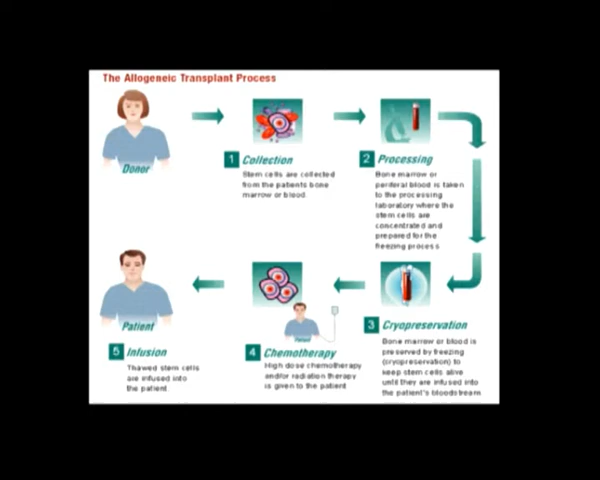 The Allogeneic Transplant Process
Donor
1 Collection
Stem cells are collected
from the patients bone
marrow or blood
2 Processing
Bone marrow or
periferal blood is taken
to the processing
laboratory where the
stem cells are
concentrated and
prepared for the
freezing process
3 Cryopreservation
Bone marrow or blood is
preserved by freezing
(cryopreservation) to
keep stem cells alive
until they are infused into
the patient's bloodstream
Patient
4 Chemotherapy
High dose chemotherapy
and/or radiation therapy
is given to the patient
Patient
5 Infusion
Thawed stem cells
are infused into
the patient.